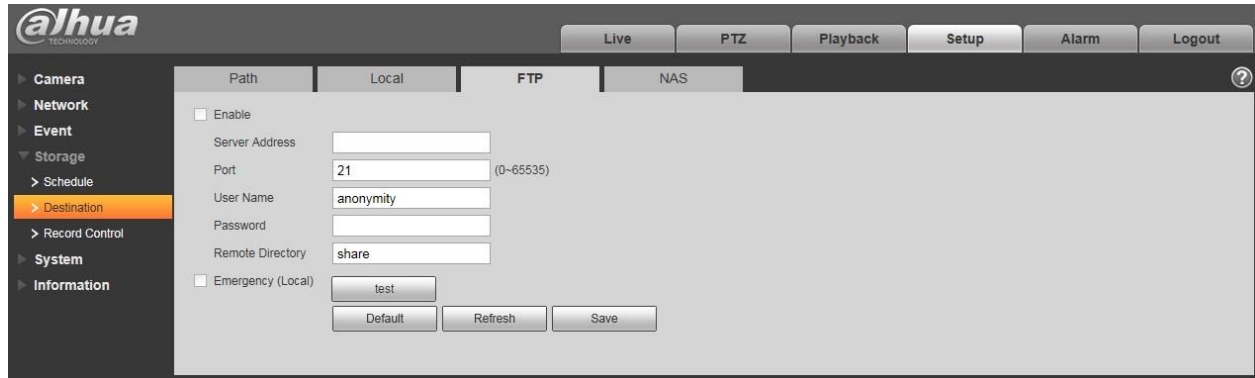 alhua
TECHNOLOGY
Live PTZ Playback Setup Alarm Logout
Camera
Network
Event
Storage
> Schedule
> Destination
> Record Control
System
Information
Path Local FTP NAS ?
Enable
Server Address
Port 21 (0~65535)
User Name anonymity
Password
Remote Directory share
Emergency (Local) test
Default Refresh Save